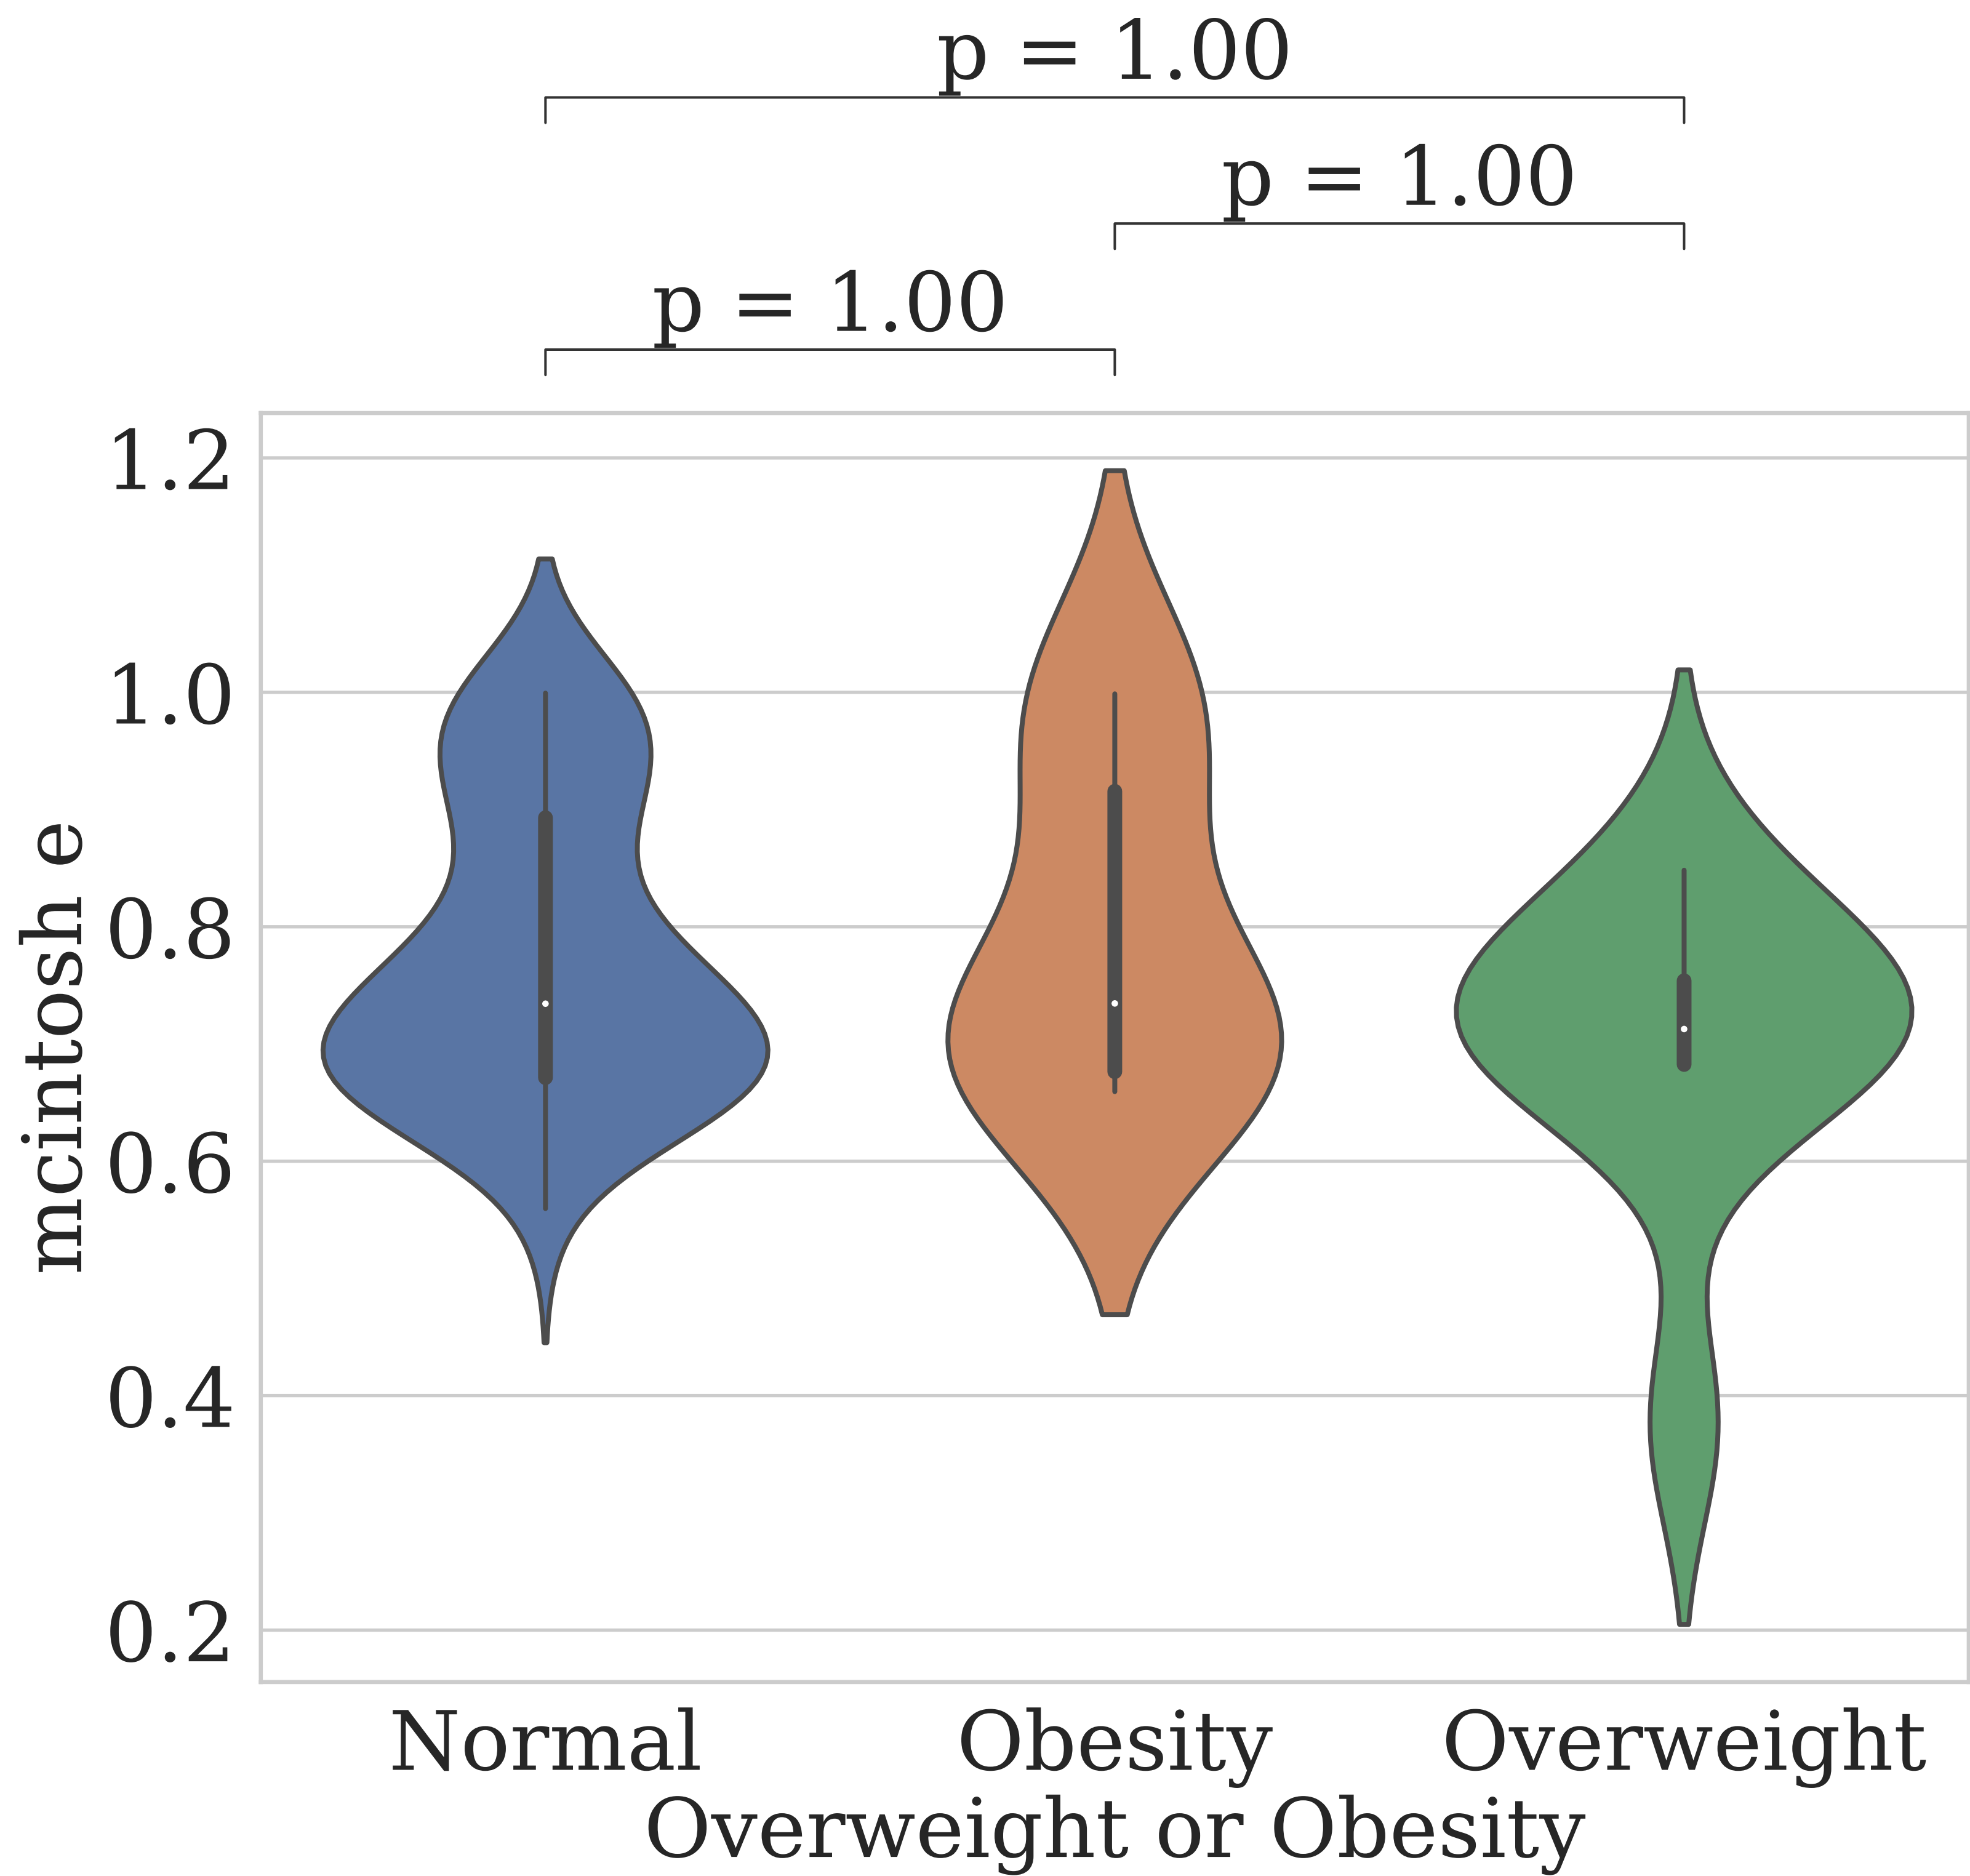 p = 1.00
p = 1.00
p = 1.00
1.2
1.0
0.8
0.6
0.4
0.2
mcintosh e
Normal
Obesity
Overweight
Overweight or Obesity